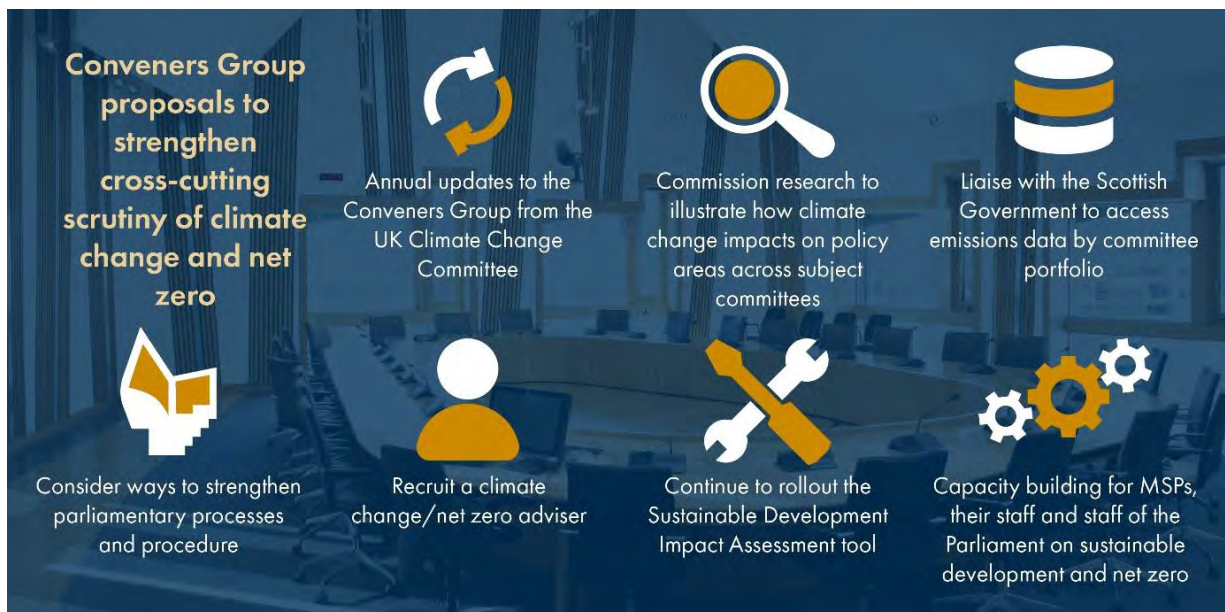 Conveners Group
proposals to
strengthen
cross-cutting
scrutiny of climate
change and net
zero
Annual updates to the
Conveners Group from the
UK Climate Change
Committee
Commission research to
illustrate how climate
change impacts on policy
areas across subject
committees
Liaise with the Scottish
Government to access
emissions data by committee
portfolio
Consider ways to strengthen
parliamentary processes
and procedure
Recruit a climate
change/net zero adviser
Continue to rollout the
Sustainable Development
Impact Assessment tool
Capacity building for MSPs,
their staff and staff of the
Parliament on sustainable
development and net zero